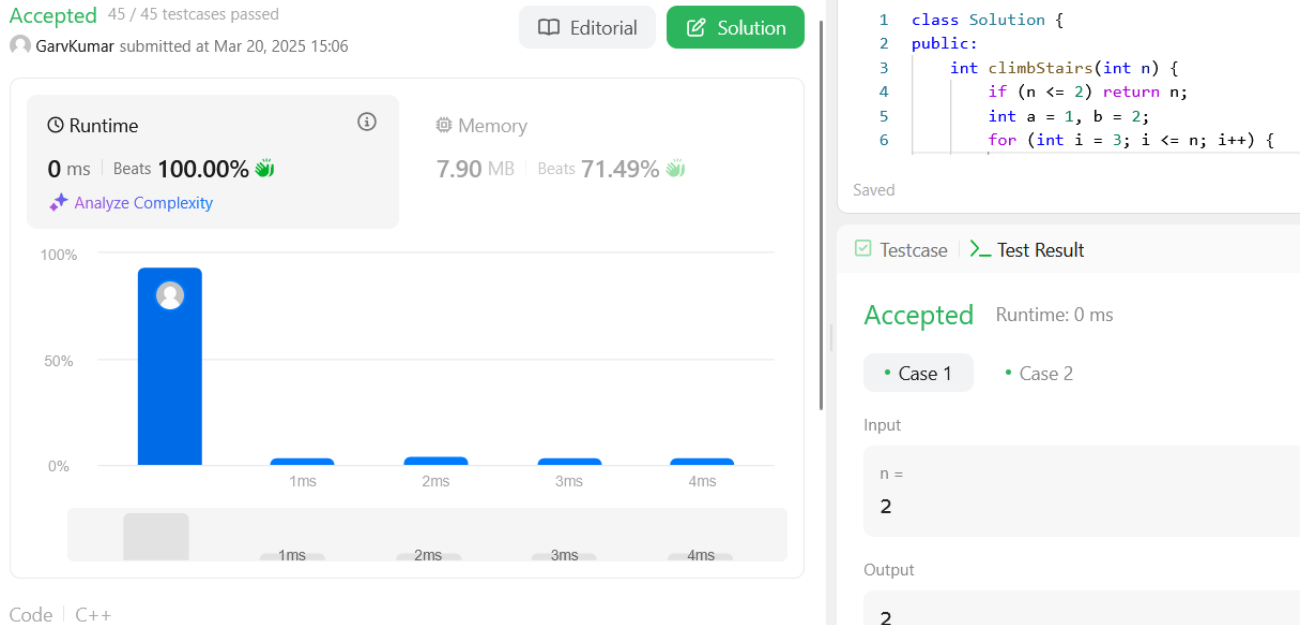 Accepted 45 / 45 testcases passed
GarvKumar submitted at Mar 20, 2025 15:06
Editorial
Solution
Runtime
0 ms Beats 100.00%
Analyze Complexity
Memory
7.90 MB Beats 71.49%
100%
50%
0%
1ms 2ms 3ms 4ms
1ms 2ms 3ms 4ms
Code C++
1 class Solution {
2 public:
3 int climbStairs(int n) {
4 if (n <= 2) return n;
5 int a = 1, b = 2;
6 for (int i = 3; i <= n; i++) {
Saved
Testcase >_ Test Result
Accepted Runtime: 0 ms
• Case 1 • Case 2
Input
n =
2
Output
2